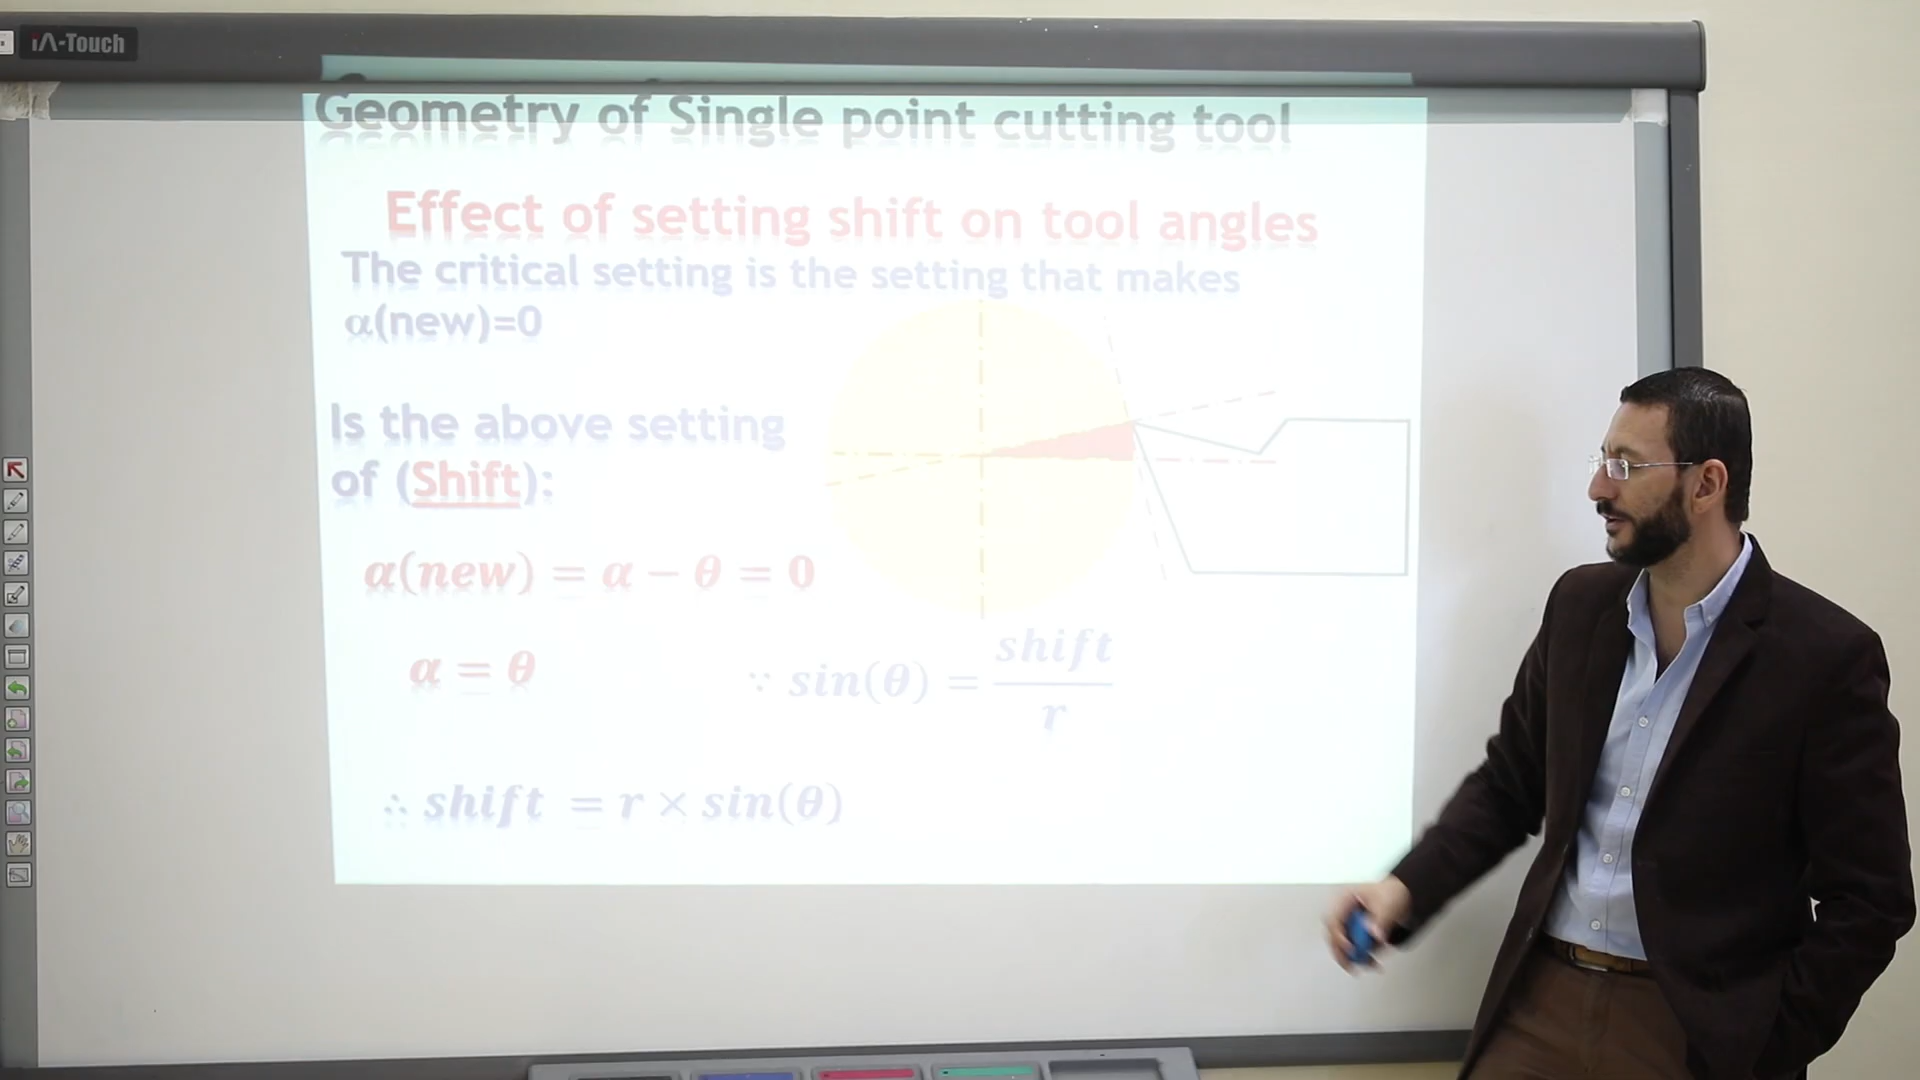 iA-Touch
Geometry of Single point cutting tool
Effect of setting shift on tool angles
The critical setting is the setting that makes
α(new)=0
Is the above setting
of (Shift):
α(new) = α − θ = 0
α = θ
∵ sin(θ) = shift / r
∴ shift = r × sin(θ)